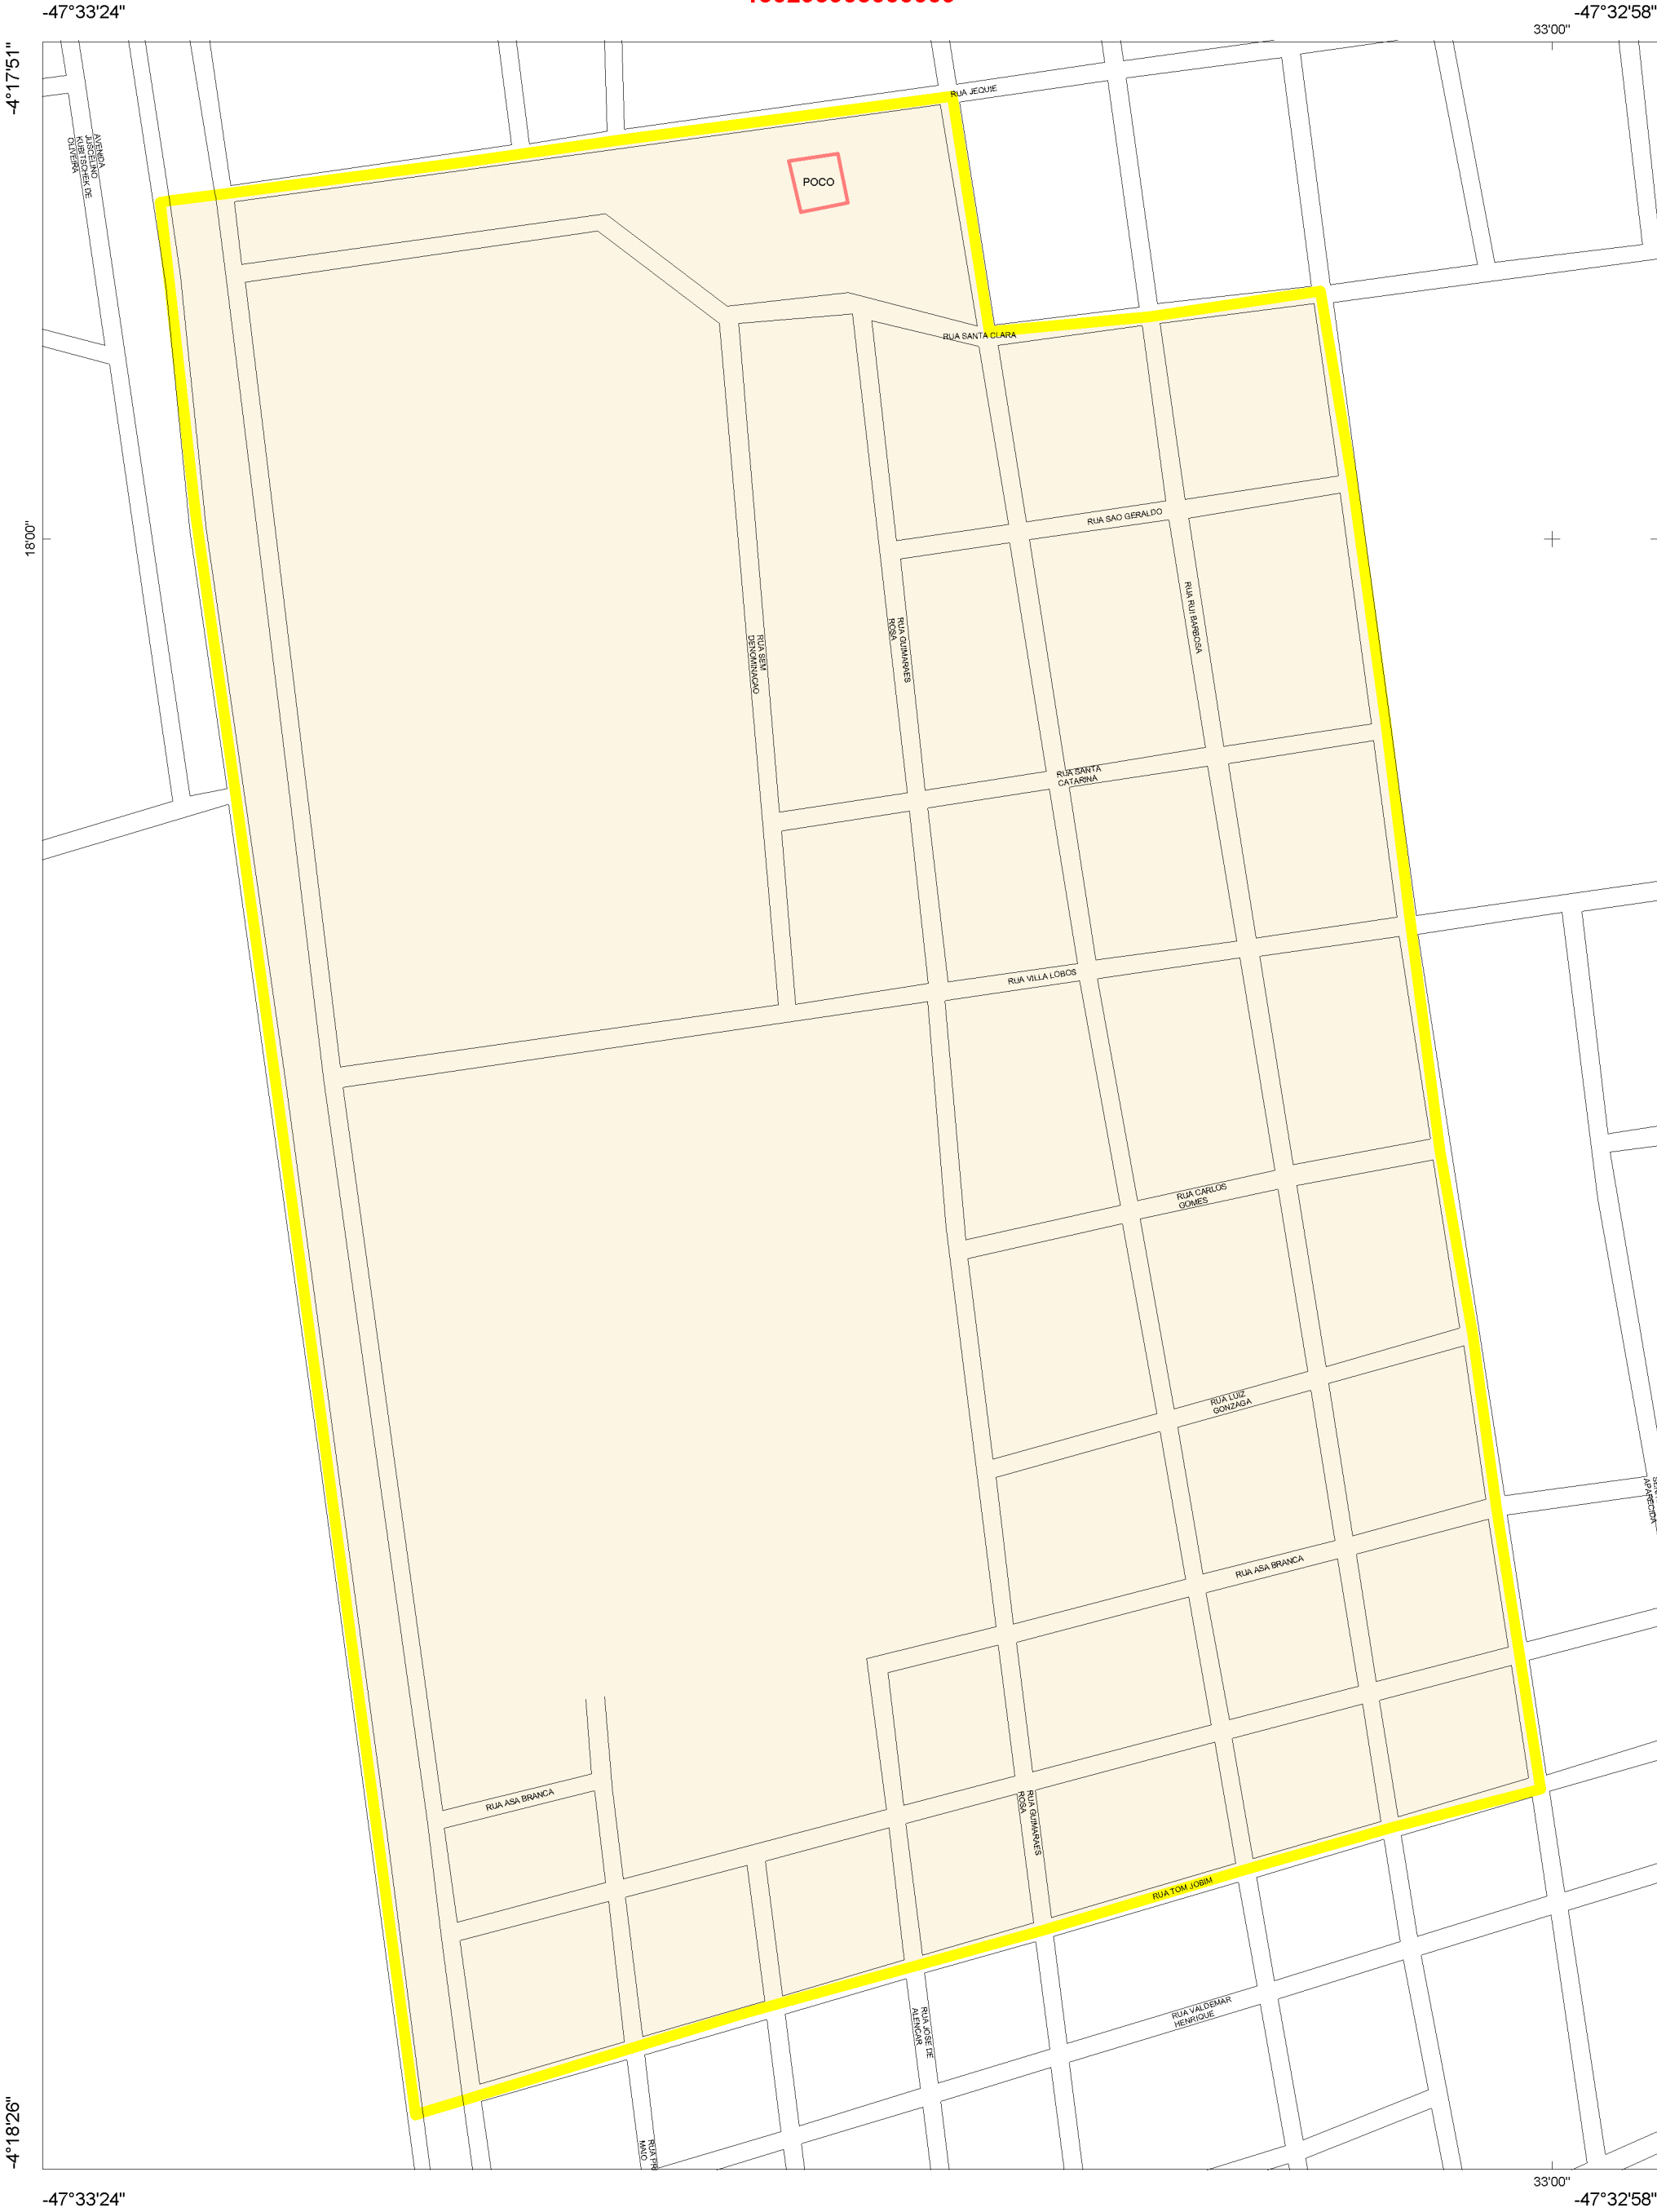 -47°33'24"
-47°32'58"
33'00"
-4°17'51"
RUA JEQUIE
AVENIDA
JUSCELINO
KUBITSCHEK DE
OLIVEIRA
POCO
RUA SANTA CLARA
RUA SAO GERALDO
18'00"
RUA RUI BARBOSA
RUA GUIMARAES
ROSA
RUA SEM
DENOMINACAO
RUA SANTA
CATARINA
RUA VILLA LOBOS
RUA CARLOS
GOMES
RUA LUIZ
GONZAGA
APARECIDA
RUA ASA BRANCA
RUA ASA BRANCA
RUA GUIMARAES
ROSA
RUA TOM JOBIM
RUA VALDEMAR
HENRIQUE
RUA JOSE DE
ALENCAR
RUA PRI
MAIO
-4°18'26"
33'00"
-47°33'24"
-47°32'58"